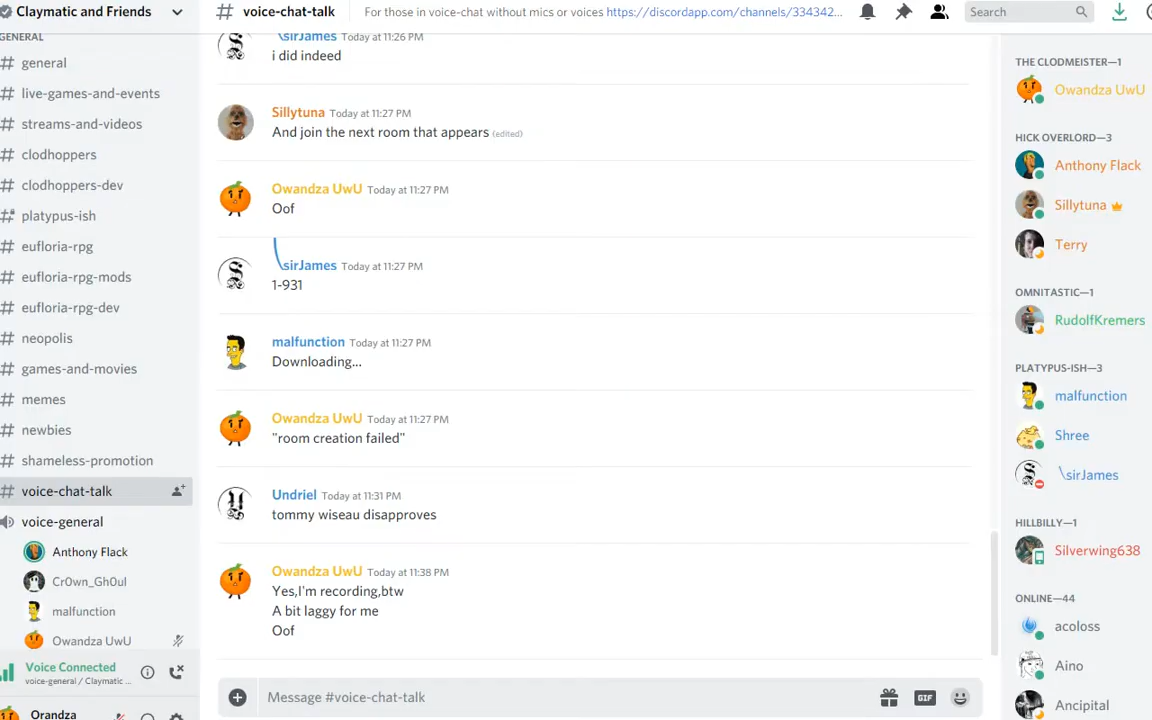 Claymatic and Friends
GENERAL
# general
# live-games-and-events
# streams-and-videos
# clodhoppers
# clodhoppers-dev
# platypus-ish
# eufloria-rpg
# eufloria-rpg-mods
# eufloria-rpg-dev
# neopolis
# games-and-movies
# memes
# newbies
# shameless-promotion
# voice-chat-talk
voice-general
Anthony Flack
Cr0wn_Gh0ul
malfunction
Owandza UwU
Voice Connected
voice-general / Claymatic ...
Orandza
# voice-chat-talk
For those in voice-chat without mics or voices https://discordapp.com/channels/334342...
Search
\sirJames Today at 11:26 PM
i did indeed
Sillytuna Today at 11:27 PM
And join the next room that appears (edited)
Owandza UwU Today at 11:27 PM
Oof
\sirJames Today at 11:27 PM
1-931
malfunction Today at 11:27 PM
Downloading...
Owandza UwU Today at 11:27 PM
"room creation failed"
Undriel Today at 11:31 PM
tommy wiseau disapproves
Owandza UwU Today at 11:38 PM
Yes,I'm recording,btw
A bit laggy for me
Oof
Message #voice-chat-talk
GIF
THE CLODMEISTER—1
Owandza UwU
HICK OVERLORD—3
Anthony Flack
Sillytuna
Terry
OMNITASTIC—1
RudolfKremers
PLATYPUS-ISH—3
malfunction
Shree
\sirJames
HILLBILLY—1
Silverwing638
ONLINE—44
acoloss
Aino
Ancipital